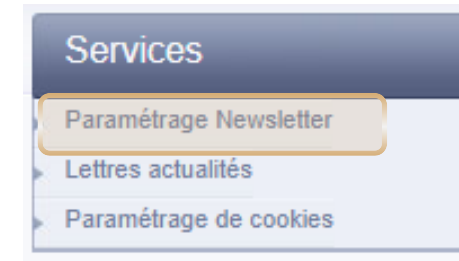 Services
Paramétrage Newsletter
Lettres actualités
Paramétrage de cookies